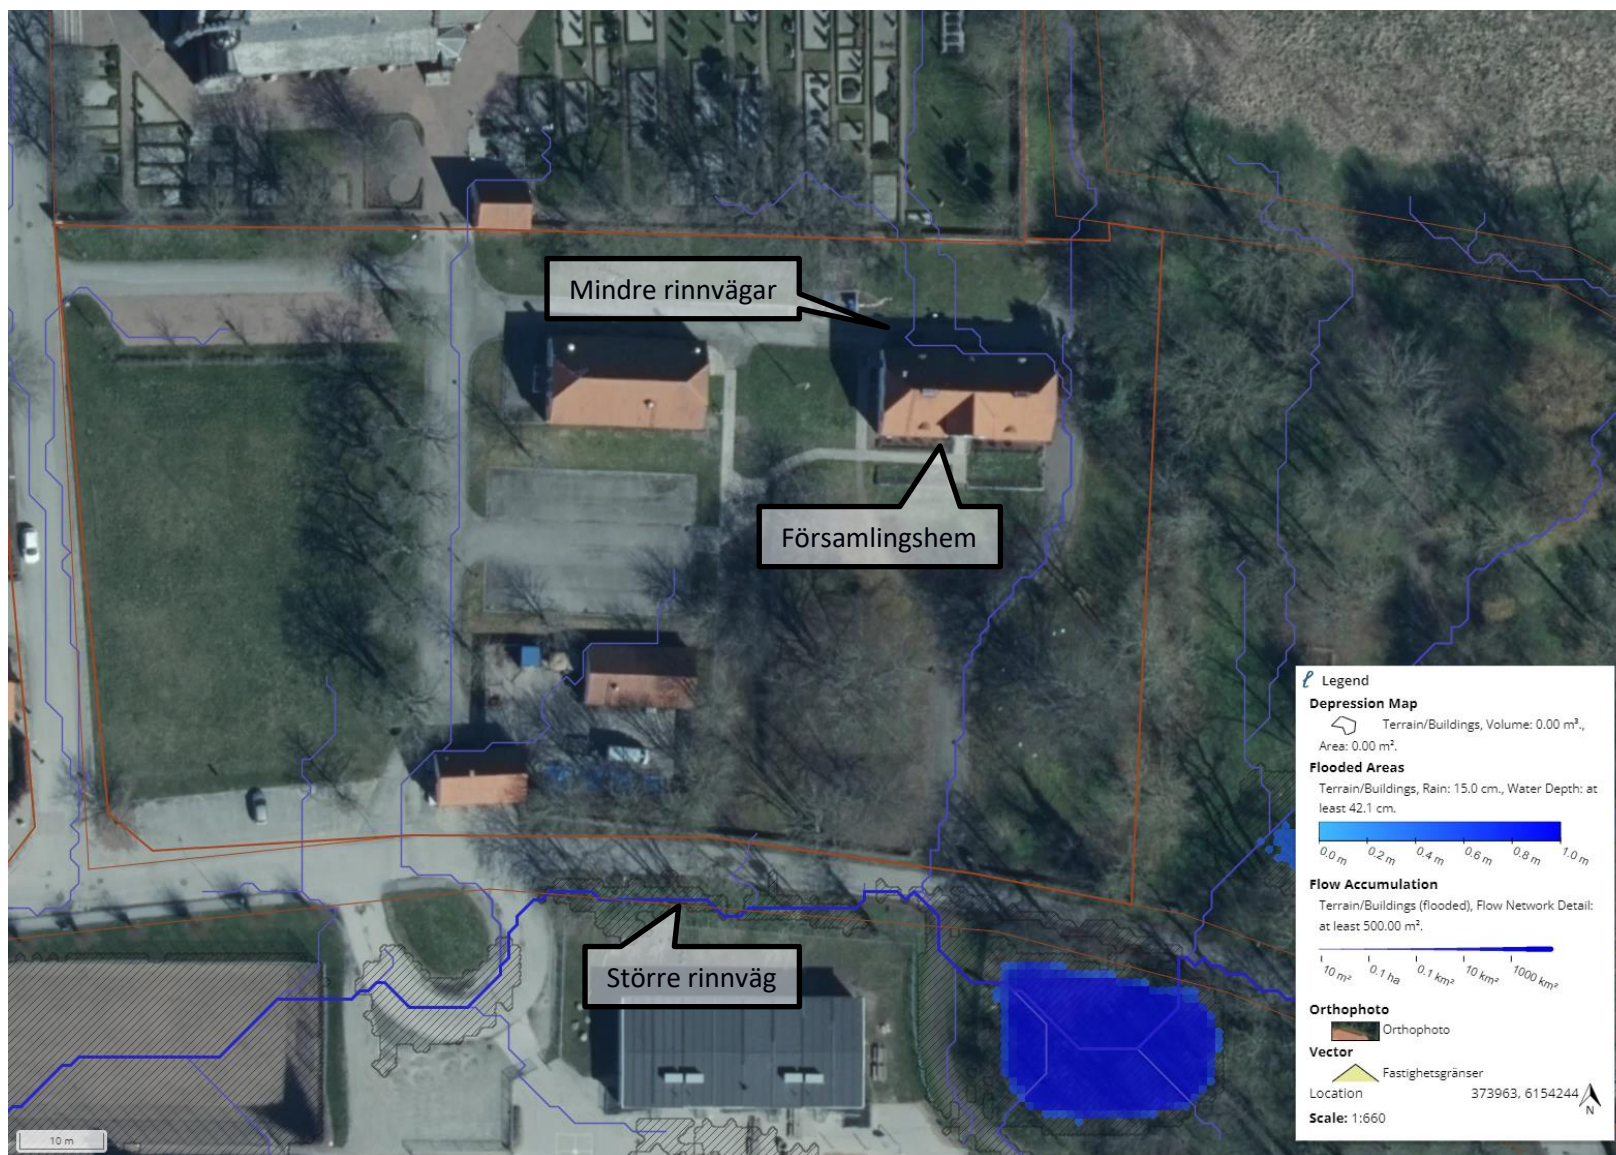 Mindre rinnvägar
Församlingshem
Större rinnväg
Legend
Depression Map
Terrain/Buildings, Volume: 0.00 m³.,
Area: 0.00 m².
Flooded Areas
Terrain/Buildings, Rain: 15.0 cm., Water Depth: at
least 42.1 cm.
0.0 m 0.2 m 0.4 m 0.6 m 0.8 m 1.0 m
Flow Accumulation
Terrain/Buildings (flooded), Flow Network Detail:
at least 500.00 m².
10 m² 0.1 ha 0.1 km² 10 km² 1000 km²
Orthophoto
Orthophoto
Vector
Fastighetsgränser
Location 373963, 6154244
N
Scale: 1:660
10 m